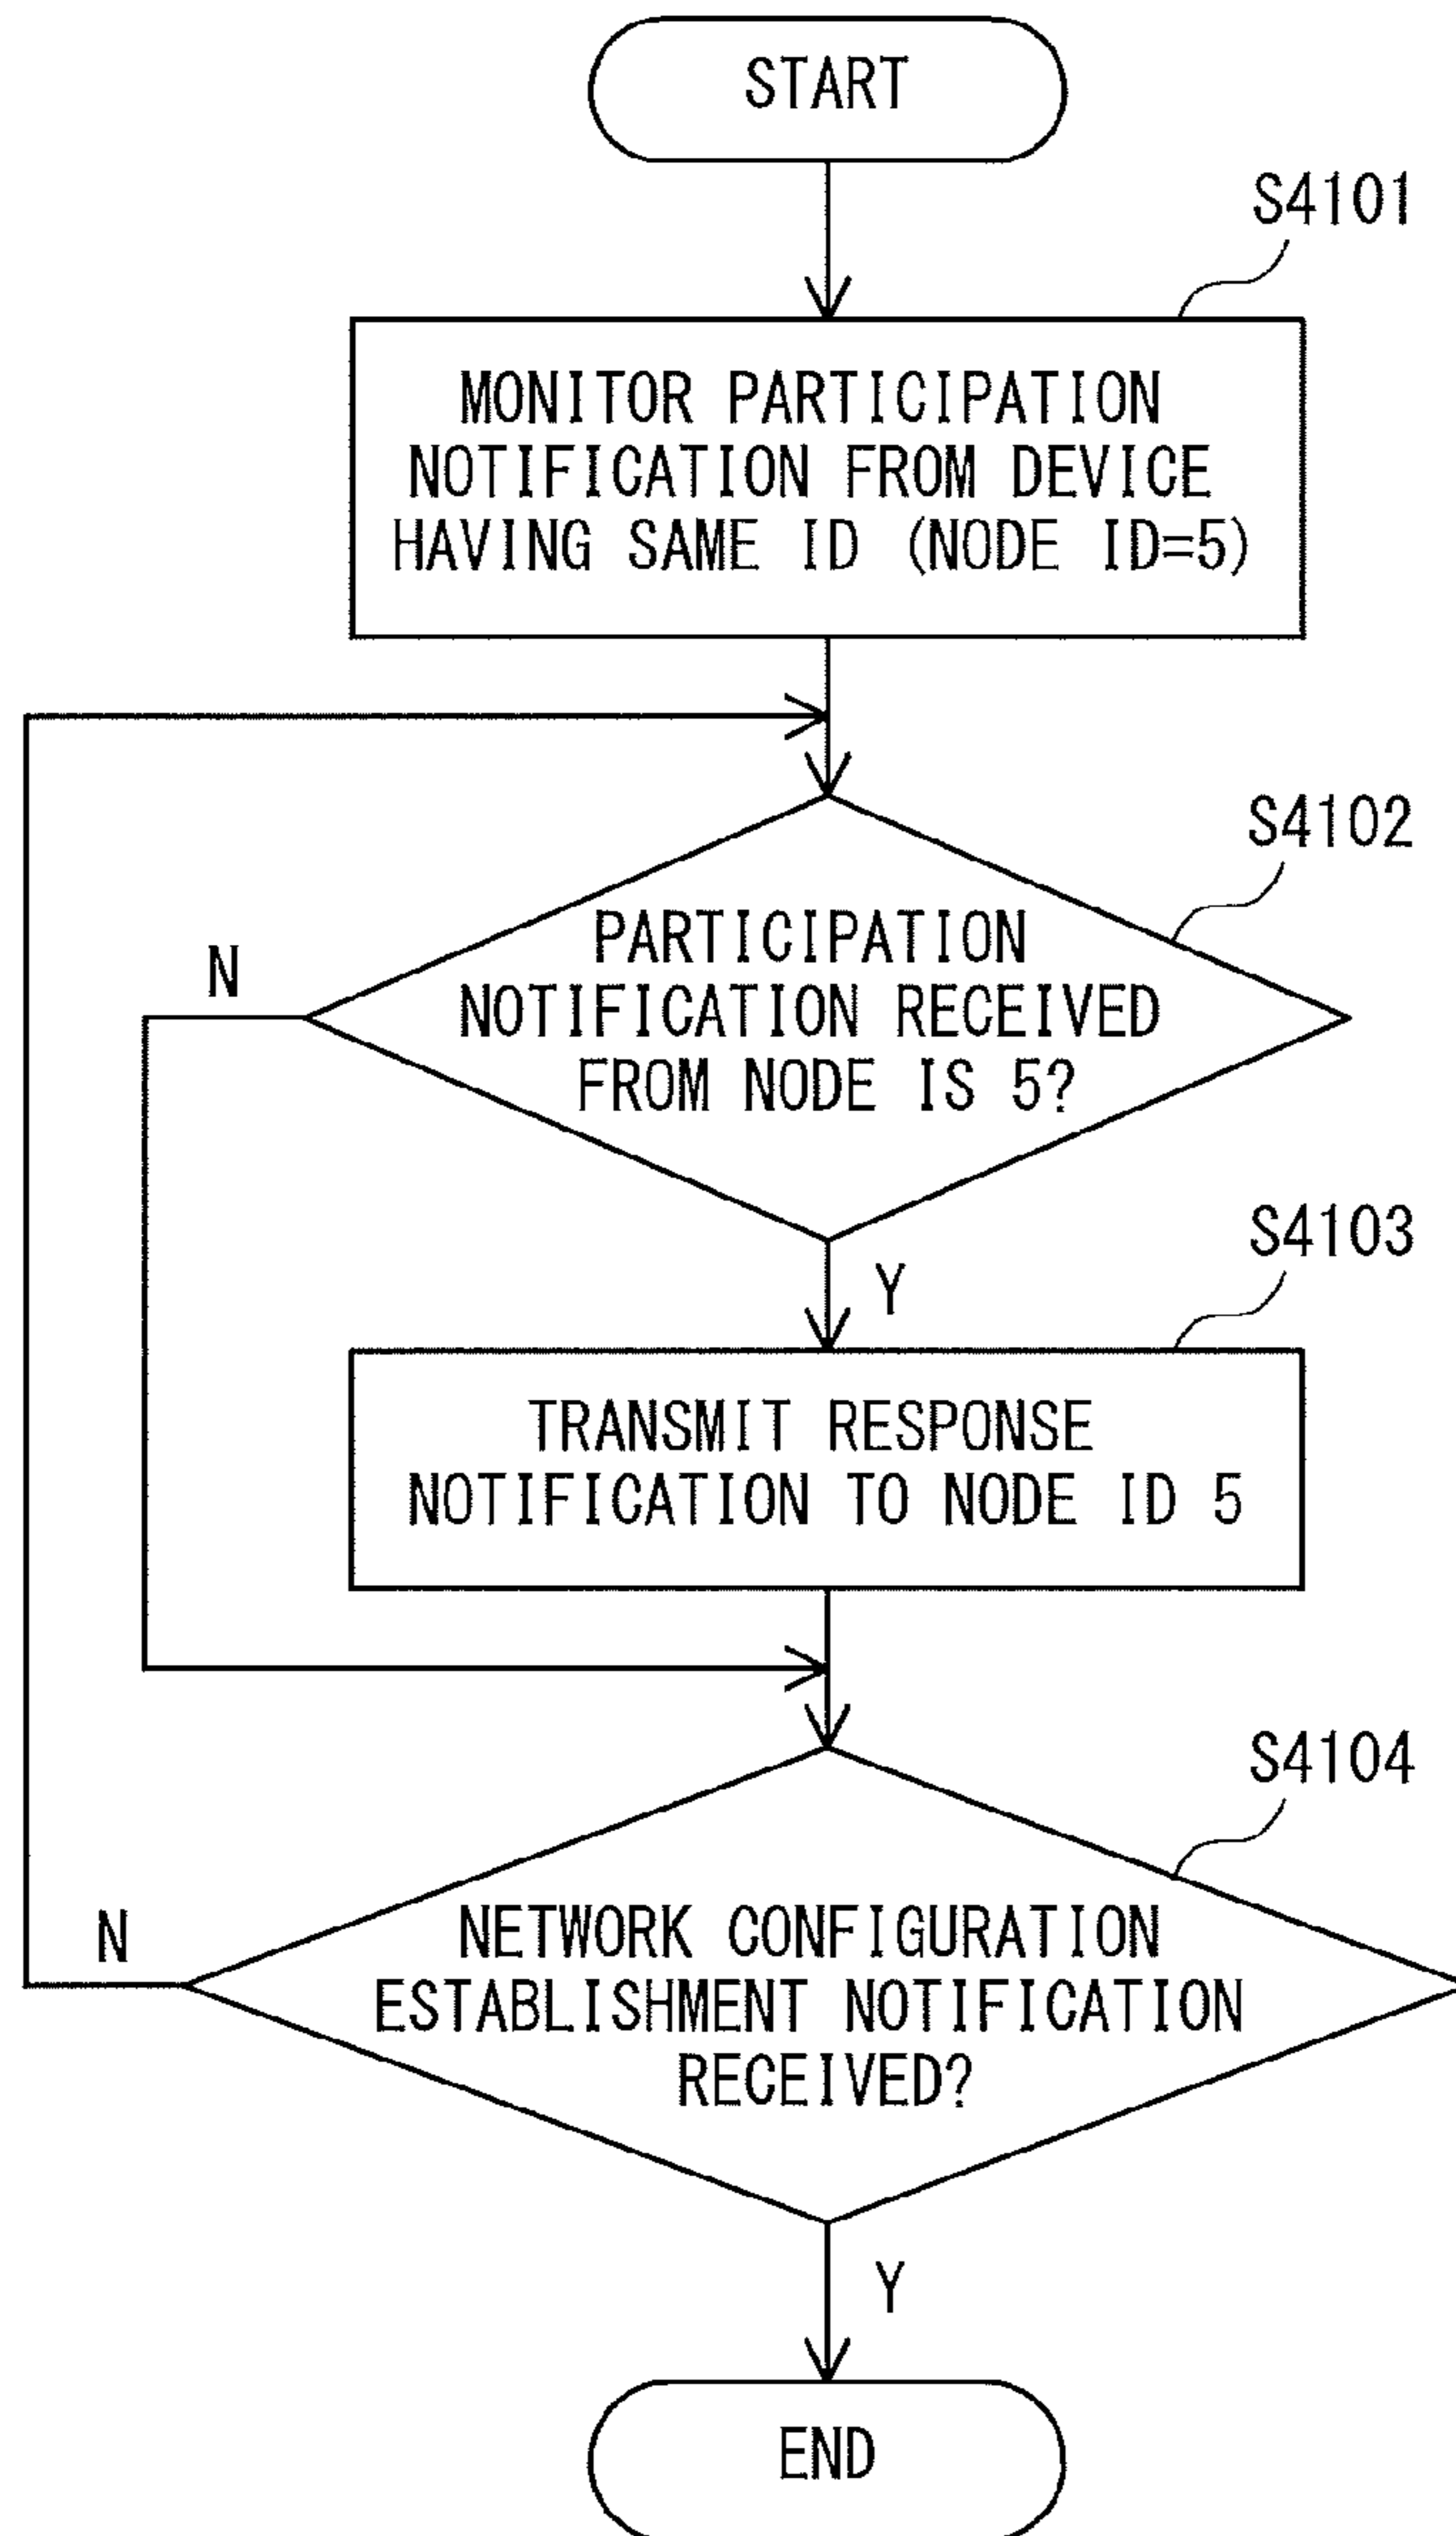 START
S4101
MONITOR PARTICIPATION
NOTIFICATION FROM DEVICE
HAVING SAME ID (NODE ID=5)
S4102
PARTICIPATION
NOTIFICATION RECEIVED
FROM NODE IS 5?
N
Y
S4103
TRANSMIT RESPONSE
NOTIFICATION TO NODE ID 5
S4104
NETWORK CONFIGURATION
ESTABLISHMENT NOTIFICATION
RECEIVED?
N
Y
END